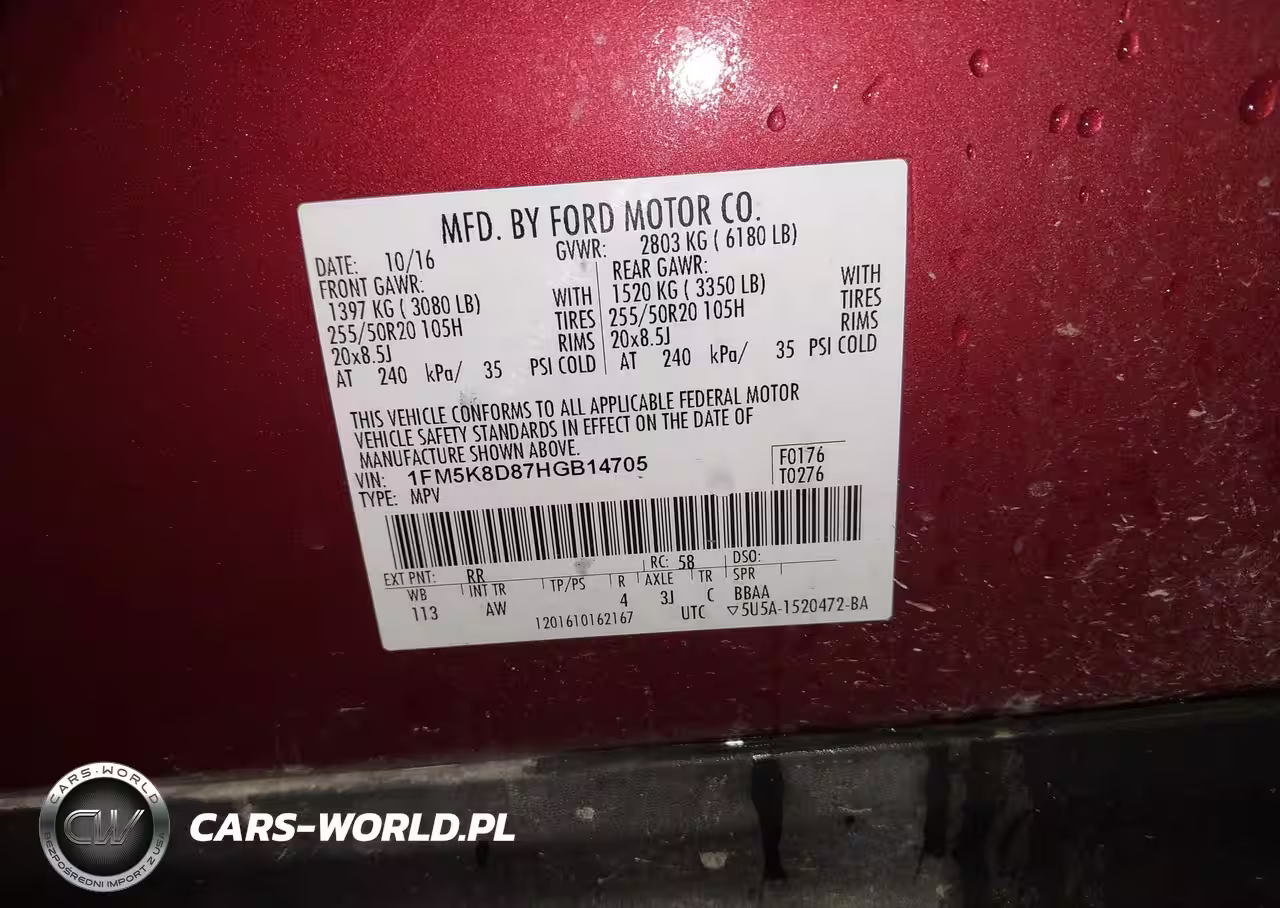 MFD. BY FORD MOTOR CO.
DATE: 10/16 GVWR: 2803 KG ( 6180 LB)
FRONT GAWR: REAR GAWR:
1397 KG ( 3080 LB) WITH 1520 KG ( 3350 LB) WITH
255/50R20 105H TIRES 255/50R20 105H TIRES
20x8.5J RIMS 20x8.5J RIMS
AT 240 kPa/ 35 PSI COLD AT 240 kPa/ 35 PSI COLD
THIS VEHICLE CONFORMS TO ALL APPLICABLE FEDERAL MOTOR
VEHICLE SAFETY STANDARDS IN EFFECT ON THE DATE OF
MANUFACTURE SHOWN ABOVE.
VIN: 1FM5K8D87HGB14705 F0176
TYPE: MPV T0276
EXT PNT: RR RC: 58 DSO:
WB INT TR TP/PS R AXLE TR SPR
113 AW 4 3J C BBAA
1201610162167 UTC ▽5U5A-1520472-BA
CARS-WORLD
CW
BEZPOŚREDNI IMPORT Z USA
CARS-WORLD.PL